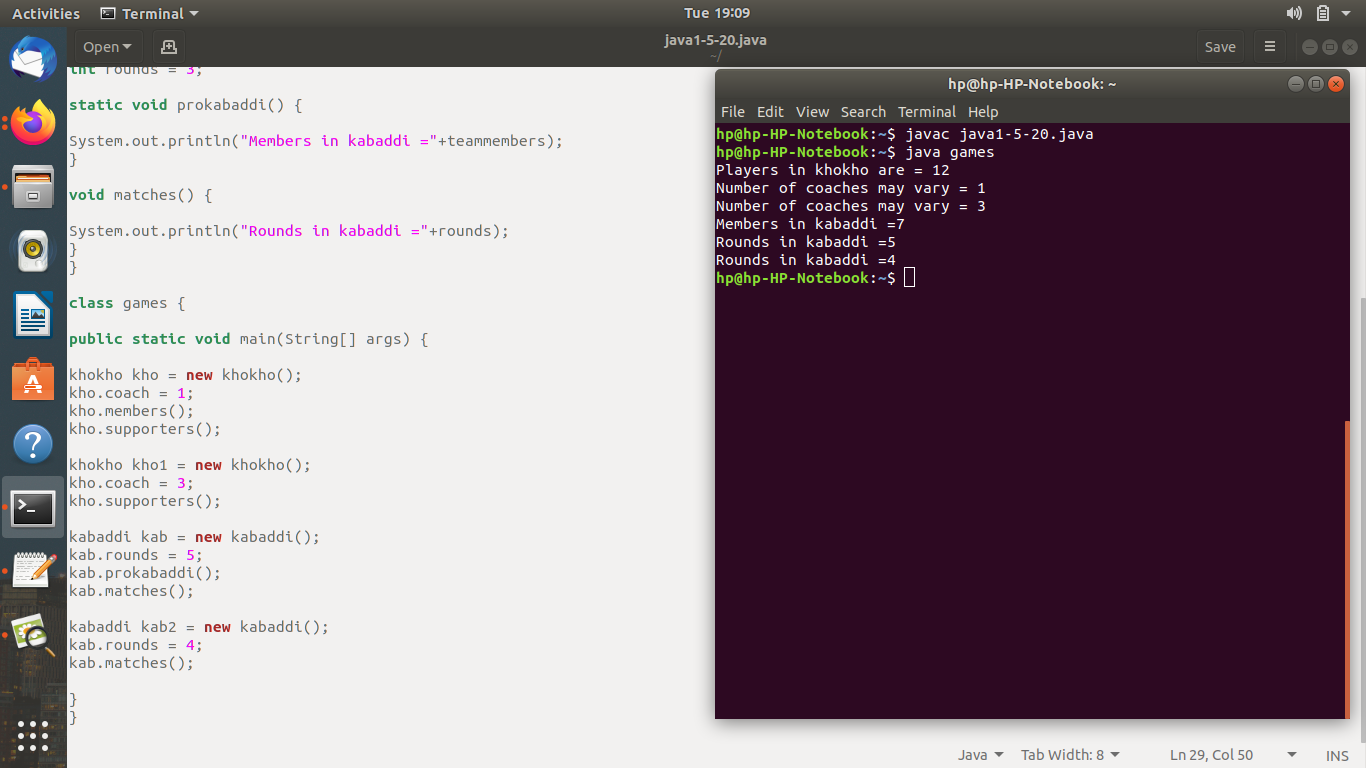 Activities Terminal Tue 19:09
Open java1-5-20.java Save
~/
int rounds = 3;
static void prokabaddi() {
System.out.println("Members in kabaddi ="+teammembers);
}
void matches() {
System.out.println("Rounds in kabaddi ="+rounds);
}
}
class games {
public static void main(String[] args) {
khokho kho = new khokho();
kho.coach = 1;
kho.members();
kho.supporters();
khokho kho1 = new khokho();
kho.coach = 3;
kho.supporters();
kabaddi kab = new kabaddi();
kab.rounds = 5;
kab.prokabaddi();
kab.matches();
kabaddi kab2 = new kabaddi();
kab.rounds = 4;
kab.matches();
}
}
hp@hp-HP-Notebook: ~
File Edit View Search Terminal Help
hp@hp-HP-Notebook:~$ javac java1-5-20.java
hp@hp-HP-Notebook:~$ java games
Players in khokho are = 12
Number of coaches may vary = 1
Number of coaches may vary = 3
Members in kabaddi =7
Rounds in kabaddi =5
Rounds in kabaddi =4
hp@hp-HP-Notebook:~$
Java Tab Width: 8 Ln 29, Col 50 INS